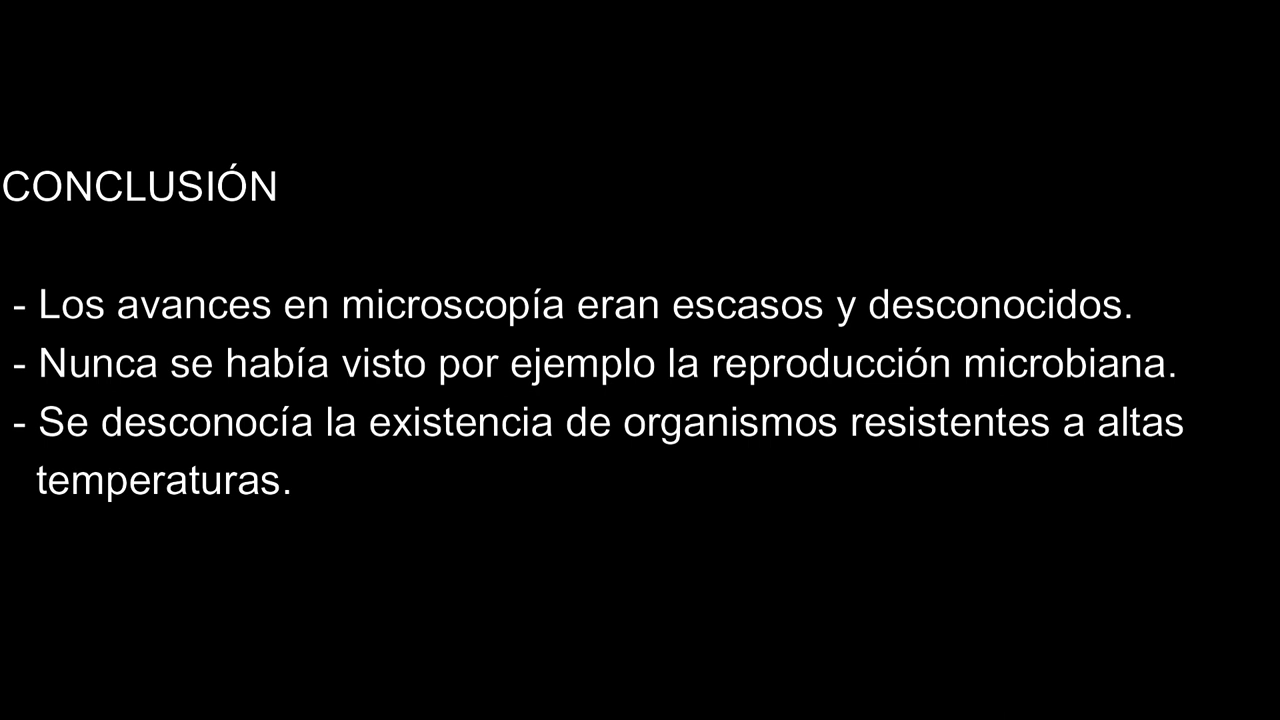 CONCLUSIÓN
- Los avances en microscopía eran escasos y desconocidos.
- Nunca se había visto por ejemplo la reproducción microbiana.
- Se desconocía la existencia de organismos resistentes a altas
temperaturas.